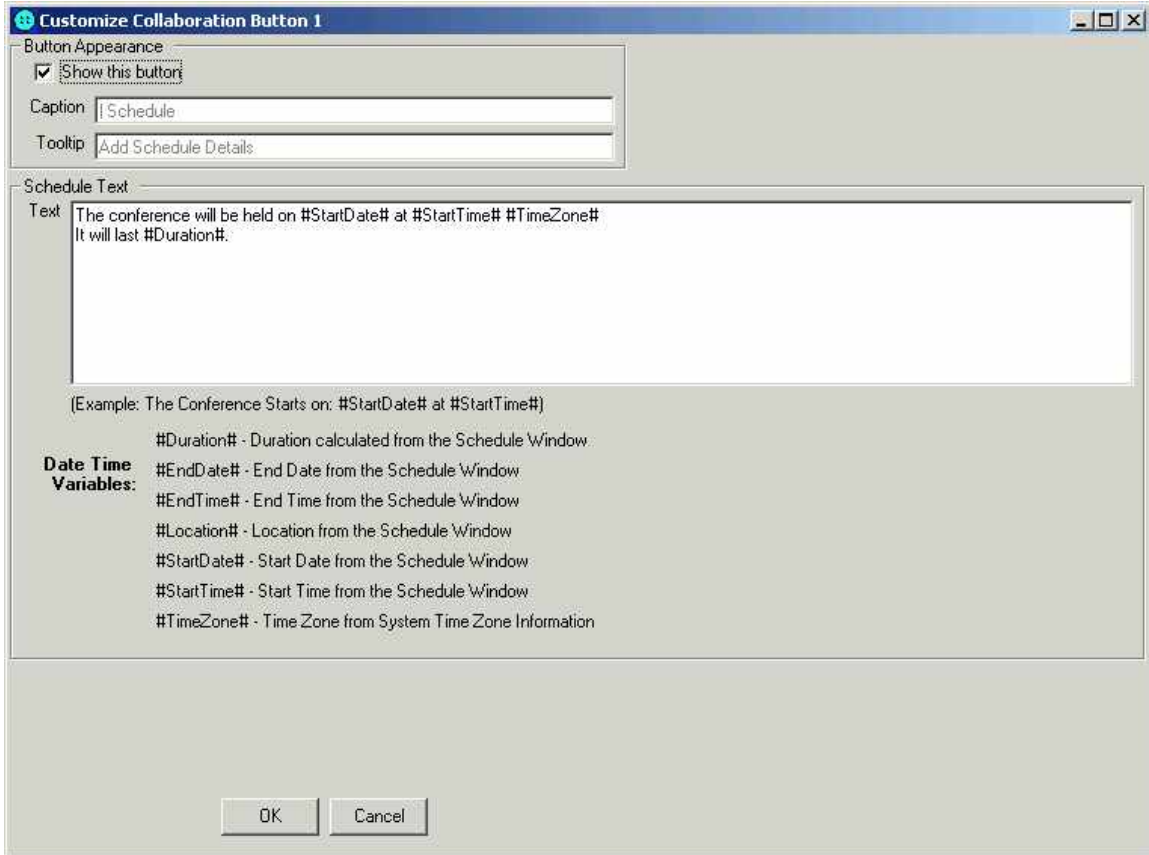 Customize Collaboration Button 1
Button Appearance
Show this button
Caption
| Schedule
Tooltip
Add Schedule Details
Schedule Text
Text
The conference will be held on #StartDate# at #StartTime# #TimeZone#
It will last #Duration#.
(Example: The Conference Starts on: #StartDate# at #StartTime#)
Date Time
Variables:
#Duration# - Duration calculated from the Schedule Window
#EndDate# - End Date from the Schedule Window
#EndTime# - End Time from the Schedule Window
#Location# - Location from the Schedule Window
#StartDate# - Start Date from the Schedule Window
#StartTime# - Start Time from the Schedule Window
#TimeZone# - Time Zone from System Time Zone Information
OK
Cancel